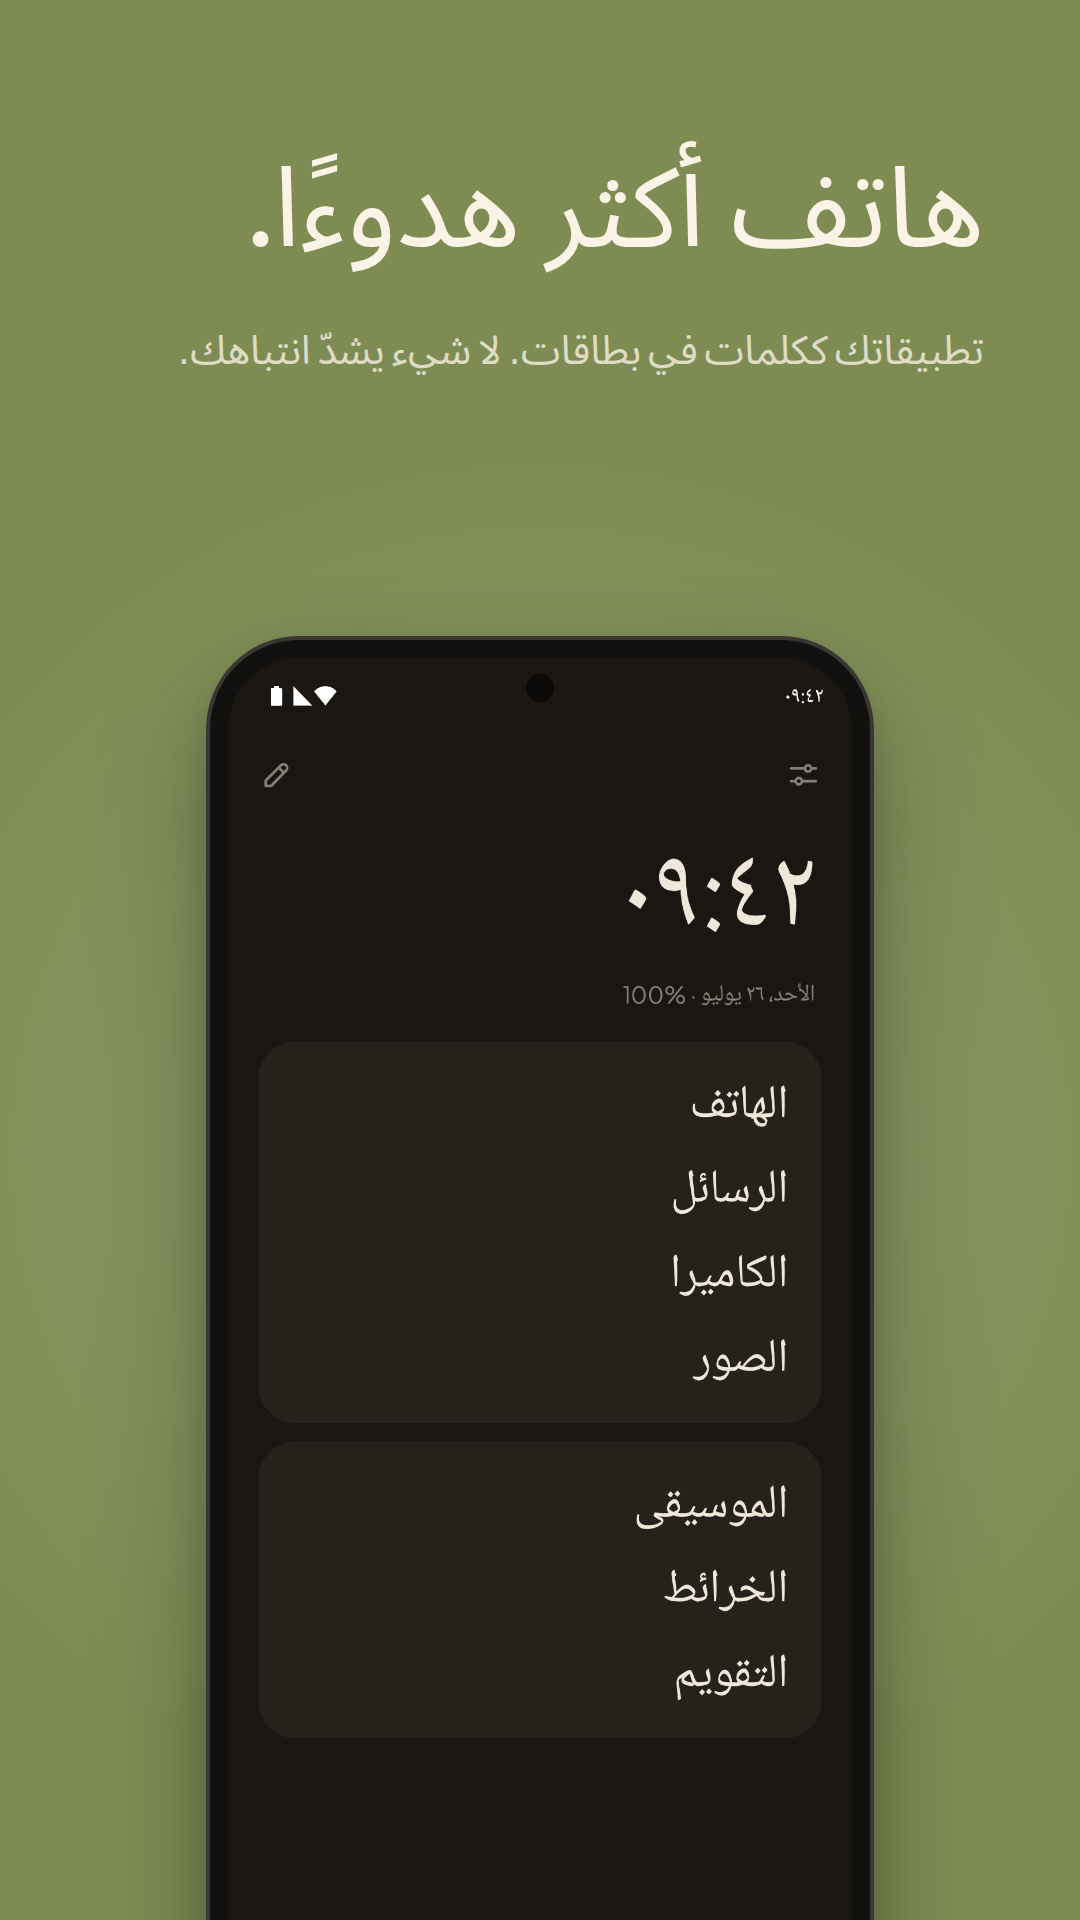 هاتف أكثر هدوءًا.
تطبيقاتك ككلمات في بطاقات. لا شيء يشدّ انتباهك.
٠٩:٤٢
٠٩:٤٢
الأحد، ٢٦ يوليو · 100%
الهاتف
الرسائل
الكاميرا
الصور
الموسيقى
الخرائط
التقويم